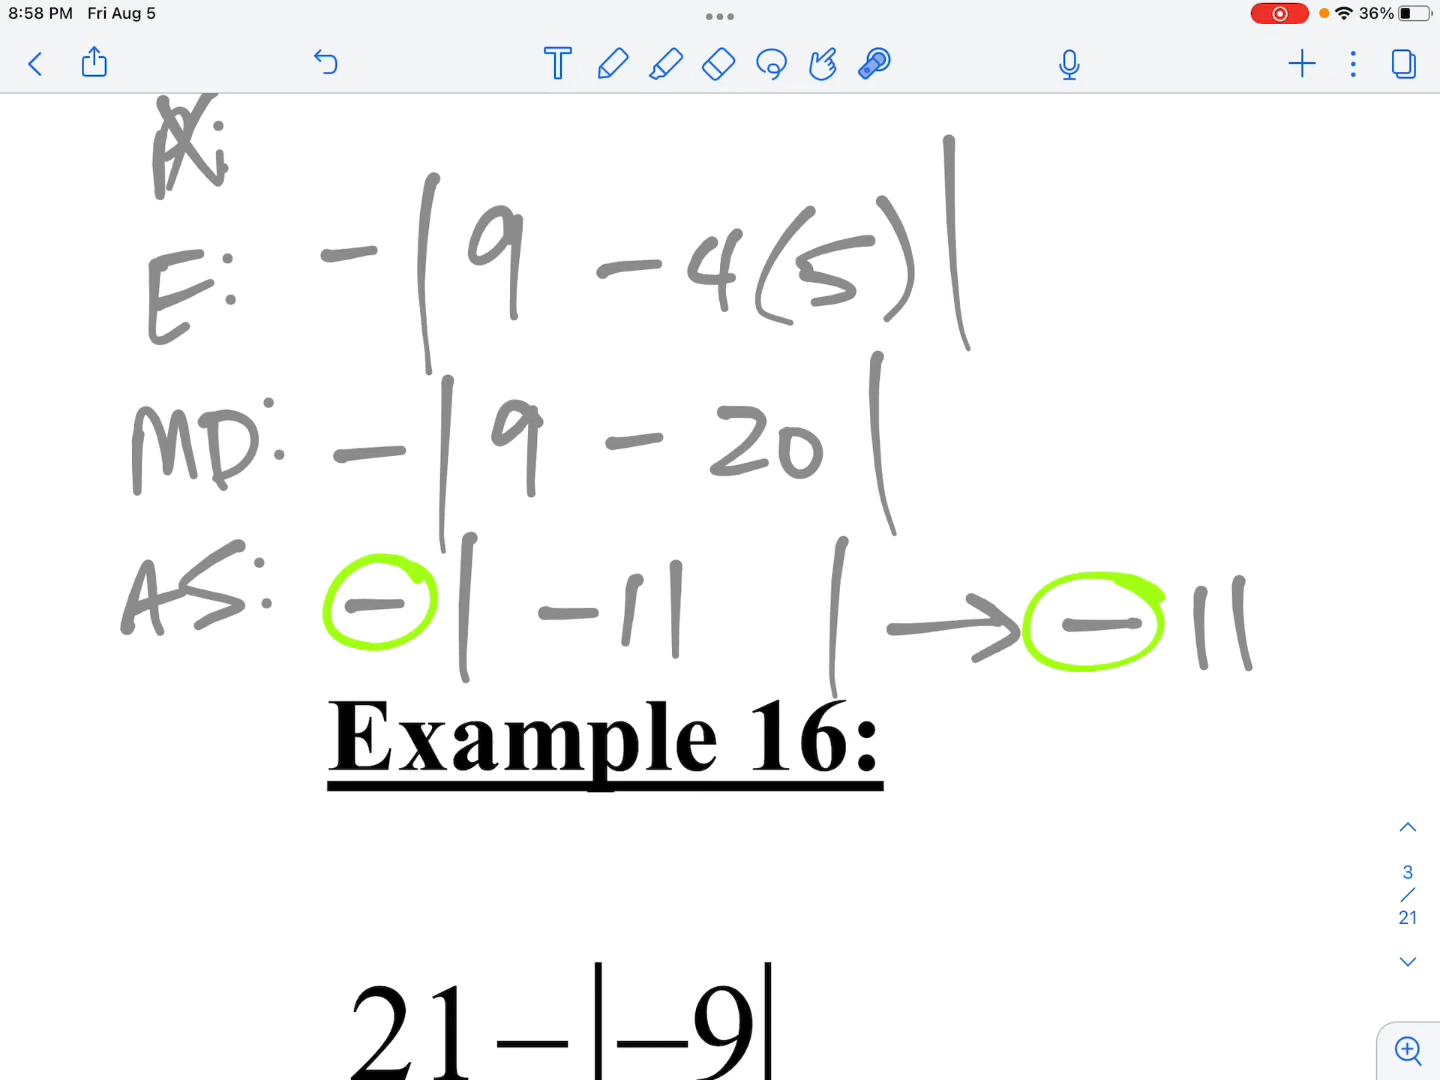 8:58 PM Fri Aug 5
36%
E: -|9 - 4(5)|
MD: -|9 - 20|
AS: -|-11| → -11
Example 16:
21-|-9|
3
/
21